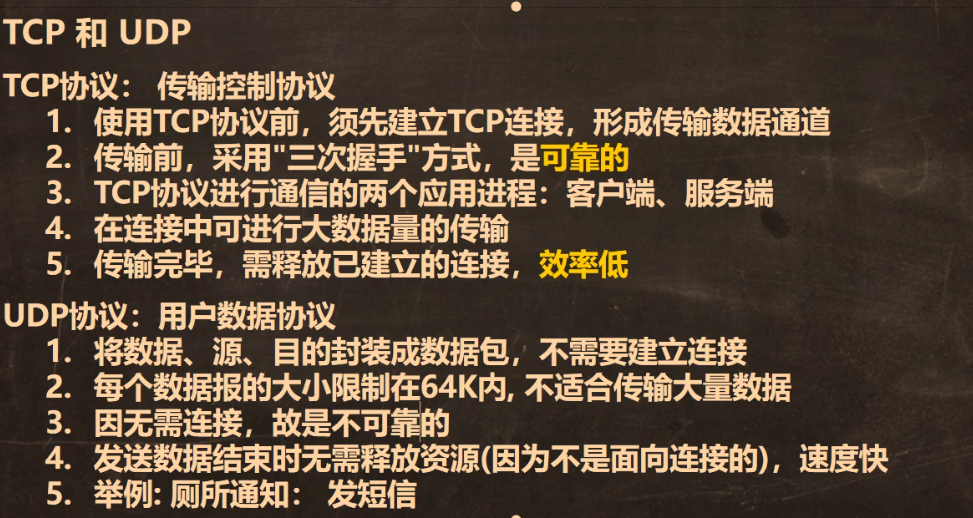 TCP 和 UDP
TCP协议： 传输控制协议
1. 使用TCP协议前，须先建立TCP连接，形成传输数据通道
2. 传输前，采用"三次握手"方式，是可靠的
3. TCP协议进行通信的两个应用进程：客户端、服务端
4. 在连接中可进行大数据量的传输
5. 传输完毕，需释放已建立的连接，效率低
UDP协议：用户数据协议
1. 将数据、源、目的封装成数据包，不需要建立连接
2. 每个数据报的大小限制在64K内, 不适合传输大量数据
3. 因无需连接，故是不可靠的
4. 发送数据结束时无需释放资源(因为不是面向连接的)，速度快
5. 举例: 厕所通知： 发短信